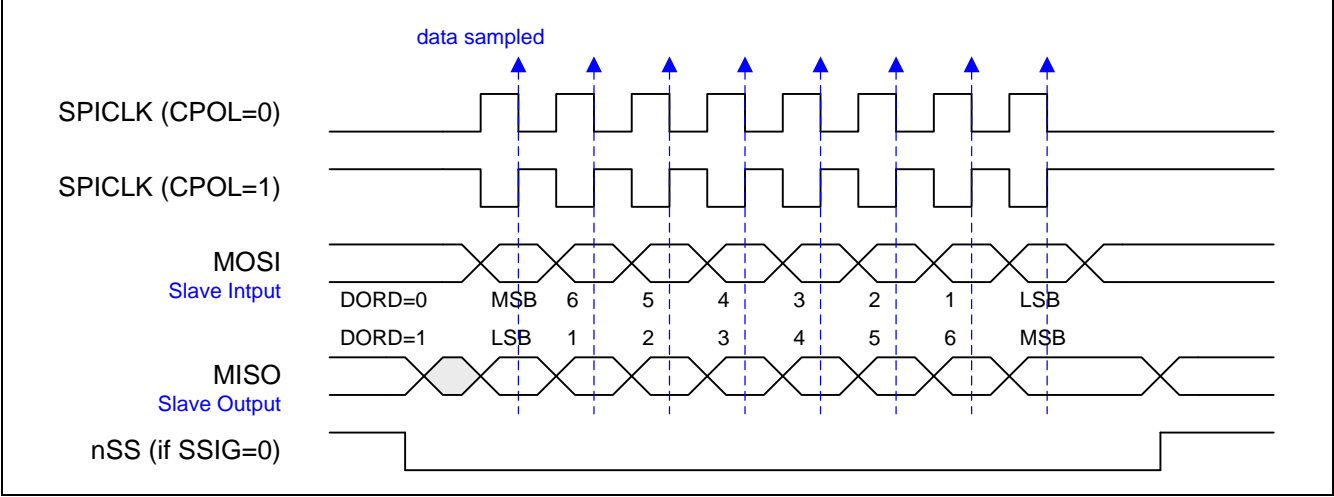 data sampled
SPICLK (CPOL=0)
SPICLK (CPOL=1)
MOSI
Slave Intput
DORD=0 MSB 6 5 4 3 2 1 LSB
DORD=1 LSB 1 2 3 4 5 6 MSB
MISO
Slave Output
nSS (if SSIG=0)